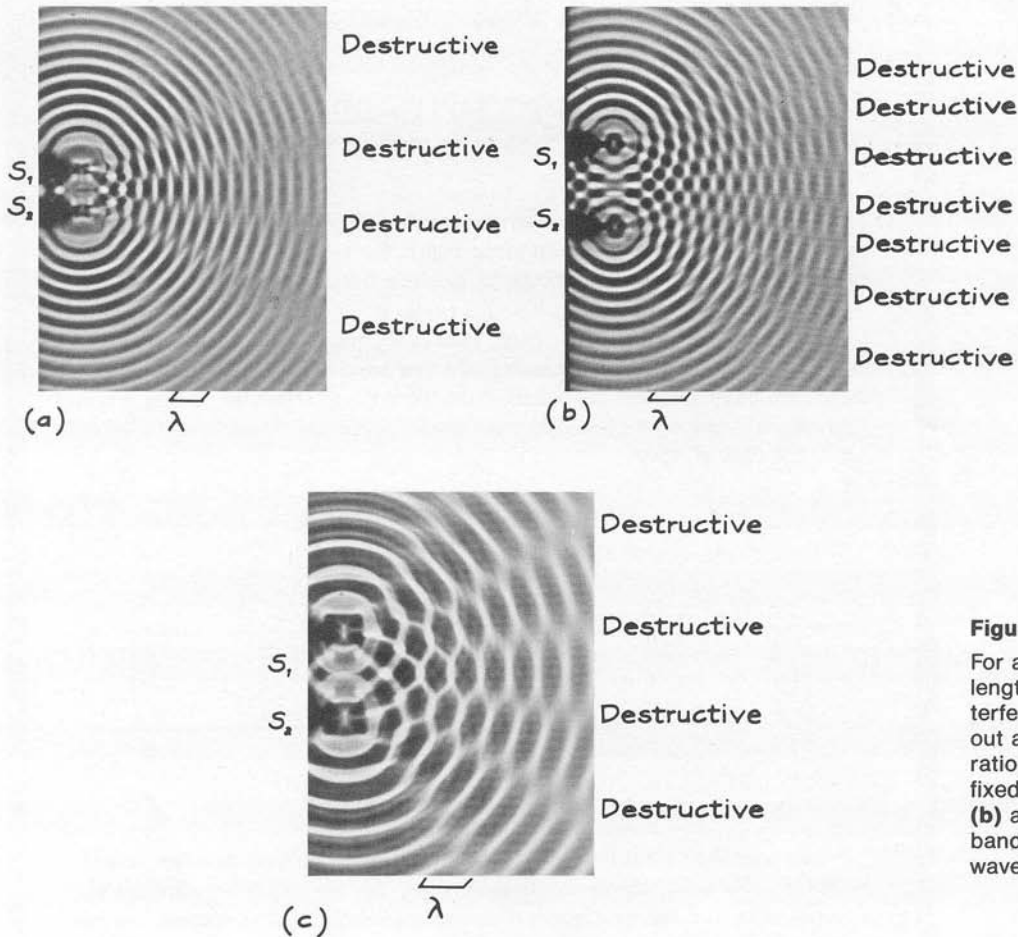 Destructive
Destructive
S₁
S₂
Destructive
Destructive
(a)
λ
Destructive
Destructive
Destructive
S₁
Destructive
S₂
Destructive
Destructive
Destructive
(b)
λ
Destructive
Destructive
S₁
Destructive
S₂
Destructive
(c)
λ
Figu
For a
lengt
terfe
out a
ratio
fixed
(b) a
band
wave